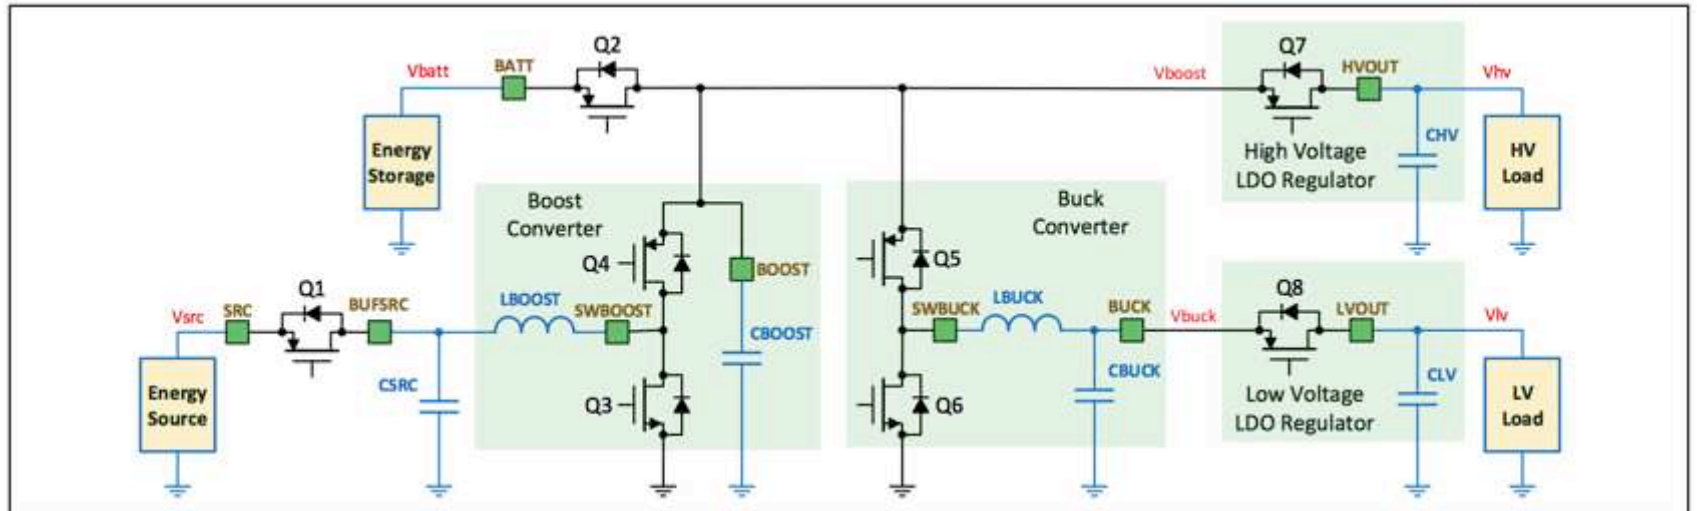 Q2
Q7
Vbatt
BATT
Vboost
HVOUT
Vhv
Energy
Storage
High Voltage
LDO Regulator
CHV
HV
Load
Boost
Converter
Buck
Converter
Q4
BOOST
Q5
Q1
Q8
Vsrc
SRC
BUFSRC
LBOOST
SWBOOST
SWBUCK
LBUCK
BUCK
Vbuck
LVOUT
Vlv
CBOOST
CSRC
CBUCK
CLV
Energy
Source
Q3
Q6
Low Voltage
LDO Regulator
LV
Load